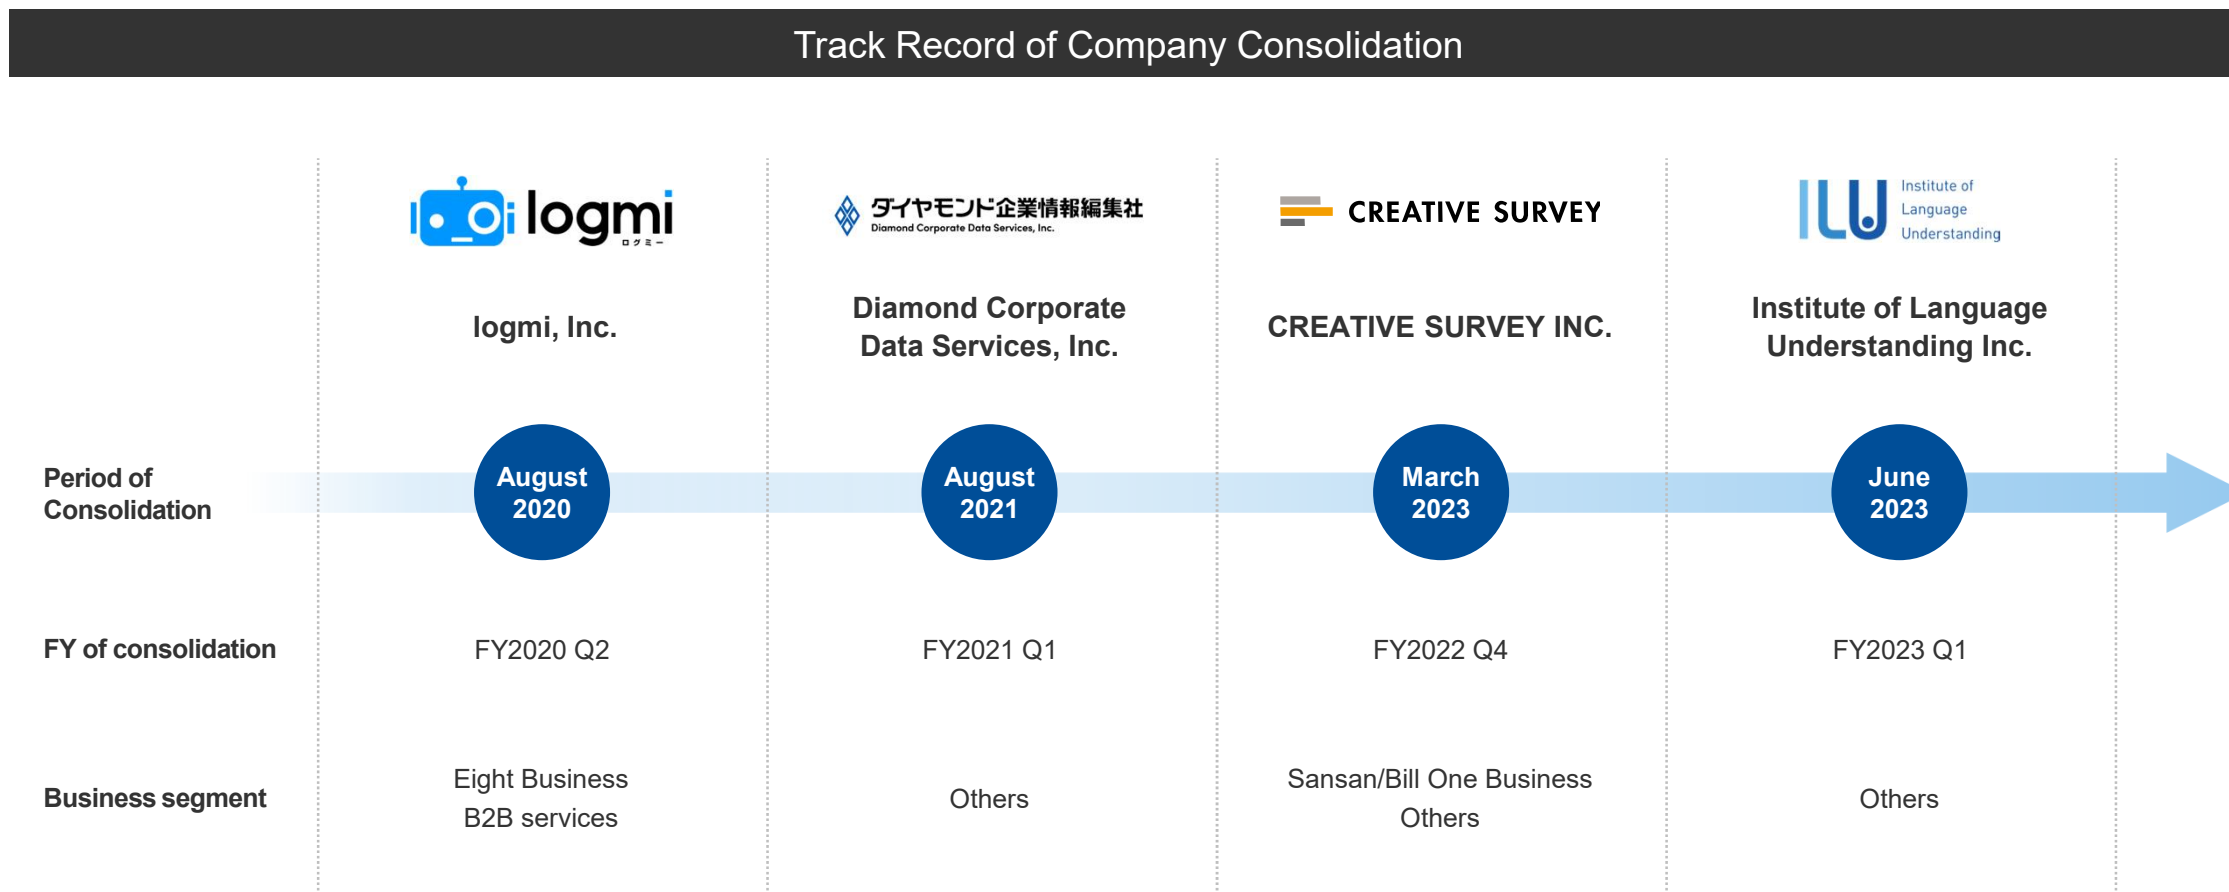 Track Record of Company Consolidation
logmi
ログミー
ダイヤモンド企業情報編集社
Diamond Corporate Data Services, Inc.
CREATIVE SURVEY
ILU
Institute of
Language
Understanding
logmi, Inc.
Diamond Corporate
Data Services, Inc.
CREATIVE SURVEY INC.
Institute of Language
Understanding Inc.
Period of
Consolidation
August
2020
August
2021
March
2023
June
2023
FY of consolidation
FY2020 Q2
FY2021 Q1
FY2022 Q4
FY2023 Q1
Business segment
Eight Business
B2B services
Others
Sansan/Bill One Business
Others
Others